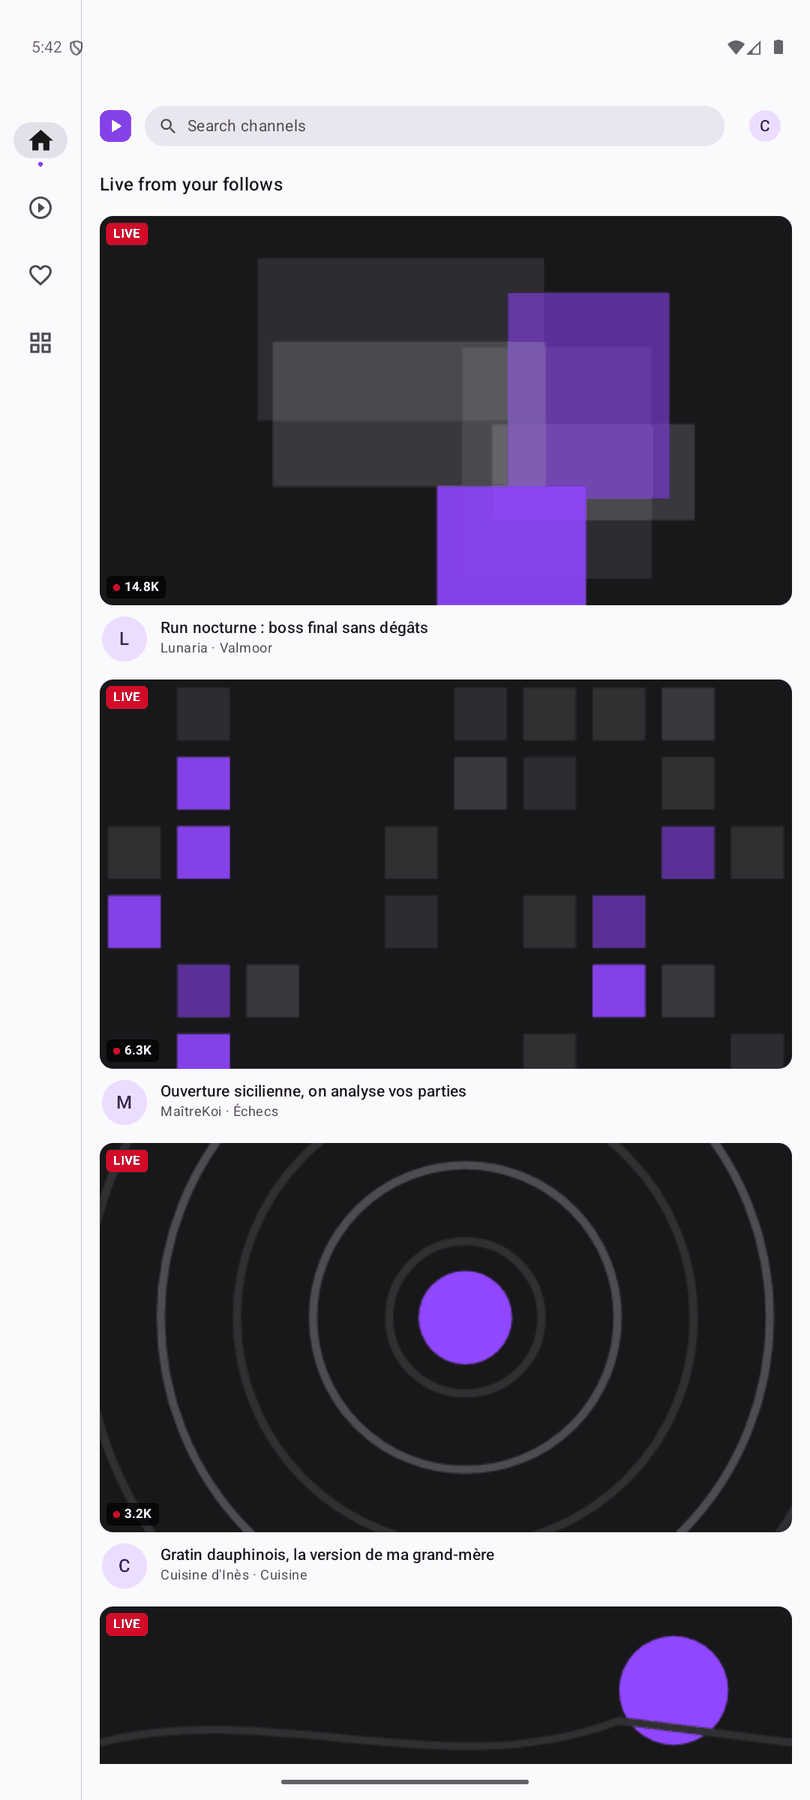 5:42
Search channels
C
Live from your follows
LIVE
14.8K
L
Run nocturne : boss final sans dégâts
Lunaria · Valmoor
LIVE
6.3K
M
Ouverture sicilienne, on analyse vos parties
MaîtreKoi · Échecs
LIVE
3.2K
C
Gratin dauphinois, la version de ma grand-mère
Cuisine d'Inès · Cuisine
LIVE